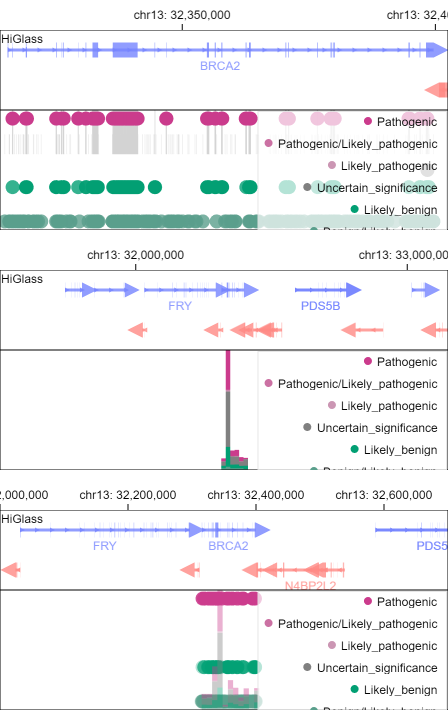 chr13: 32,350,000 chr13: 32,4
HiGlass
BRCA2
Pathogenic
Pathogenic/Likely_pathogenic
Likely_pathogenic
Uncertain_significance
Likely_benign
chr13: 32,000,000 chr13: 33,000,00
HiGlass
FRY PDS5B
Pathogenic
Pathogenic/Likely_pathogenic
Likely_pathogenic
Uncertain_significance
Likely_benign
2,000,000 chr13: 32,200,000 chr13: 32,400,000 chr13: 32,600,000
HiGlass
FRY BRCA2 PDS5
N4BP2L2
Pathogenic
Pathogenic/Likely_pathogenic
Likely_pathogenic
Uncertain_significance
Likely_benign